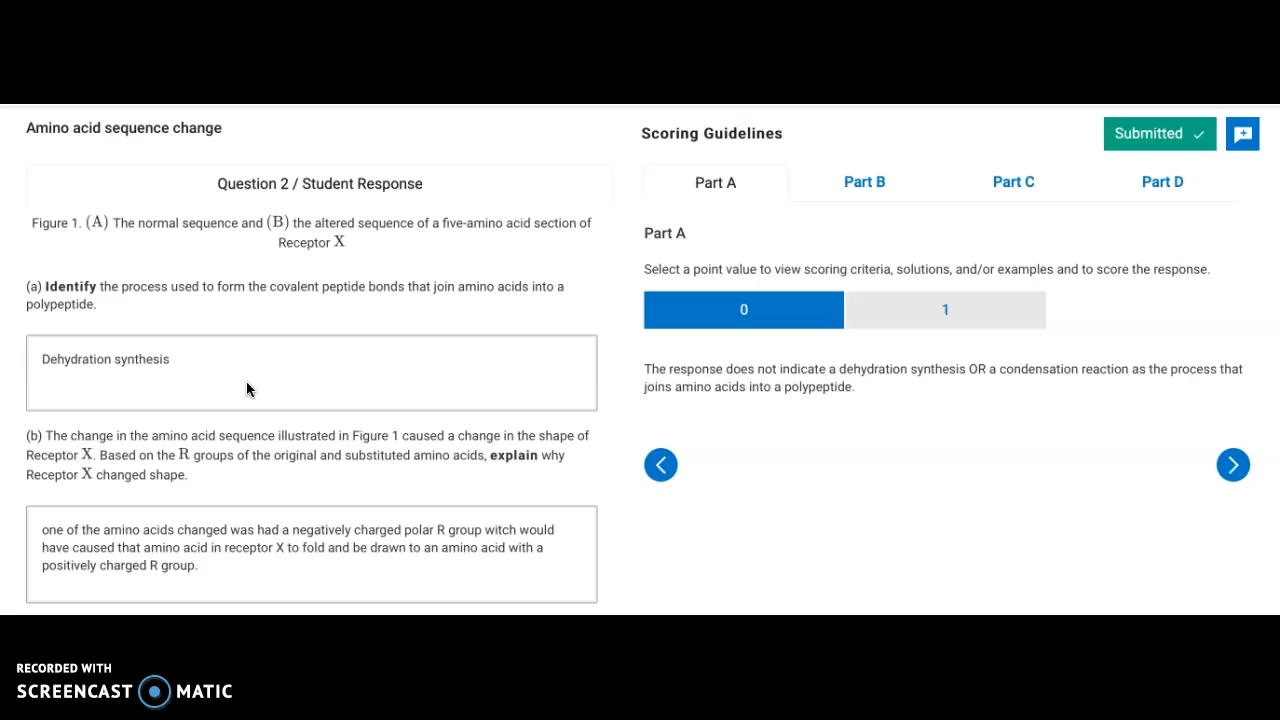 Amino acid sequence change
Question 2 / Student Response
Figure 1. (A) The normal sequence and (B) the altered sequence of a five-amino acid section of
Receptor X
(a) Identify the process used to form the covalent peptide bonds that join amino acids into a
polypeptide.
Dehydration synthesis
(b) The change in the amino acid sequence illustrated in Figure 1 caused a change in the shape of
Receptor X. Based on the R groups of the original and substituted amino acids, explain why
Receptor X changed shape.
one of the amino acids changed was had a negatively charged polar R group witch would
have caused that amino acid in receptor X to fold and be drawn to an amino acid with a
positively charged R group.
Scoring Guidelines
Submitted
Part A
Part B
Part C
Part D
Part A
Select a point value to view scoring criteria, solutions, and/or examples and to score the response.
0
1
The response does not indicate a dehydration synthesis OR a condensation reaction as the process that
joins amino acids into a polypeptide.
RECORDED WITH
SCREENCAST MATIC